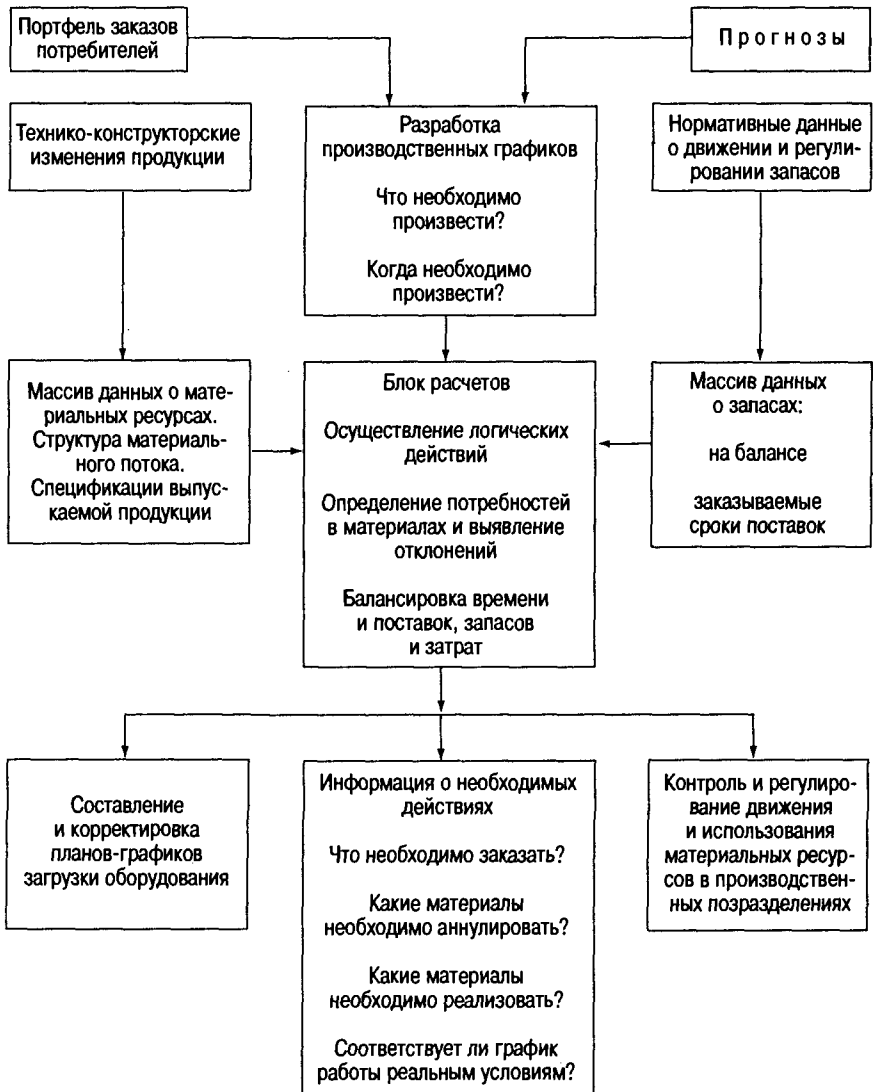 Портфель заказов
потребителей
Прогнозы
Технико-конструкторские
изменения продукции
Разработка
производственных графиков
Что необходимо
произвести?
Когда необходимо
произвести?
Нормативные данные
о движении и регули-
ровании запасов
Массив данных о мате-
риальных ресурсах.
Структура материаль-
ного потока.
Спецификации выпус-
каемой продукции
Блок расчетов
Осуществление логических
действий
Определение потребностей
в материалах и выявление
отклонений
Балансировка времени
и поставок, запасов
и затрат
Массив данных
о запасах:
на балансе
заказываемые
сроки поставок
Составление
и корректировка
планов-графиков
загрузки оборудования
Информация о необходимых
действиях
Что необходимо заказать?
Какие материалы
необходимо аннулировать?
Какие материалы
необходимо реализовать?
Соответствует ли график
работы реальным условиям?
Контроль и регулиро-
вание движения
и использования
материальных ресур-
сов в производствен-
ных позразделениях